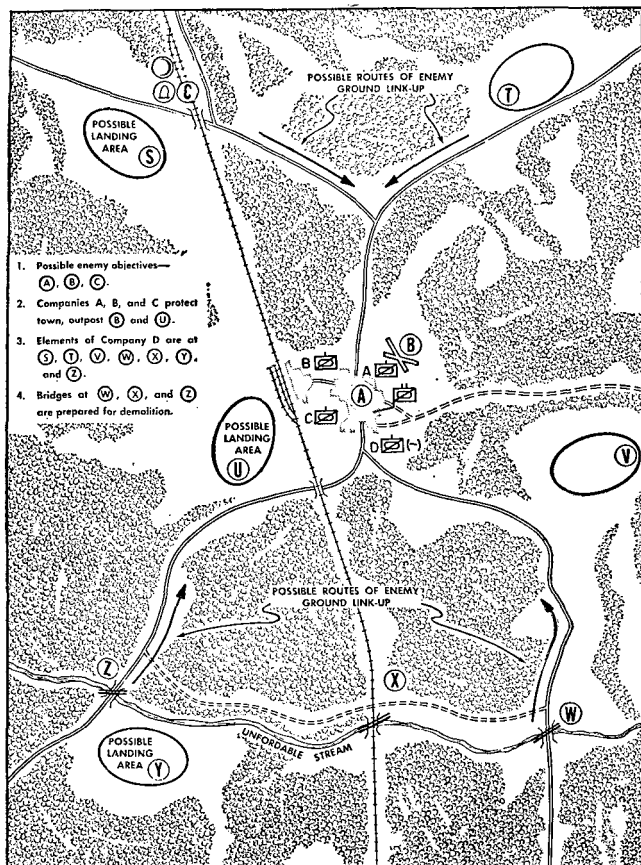 C
POSSIBLE ROUTES OF ENEMY
GROUND LINK-UP
T
POSSIBLE
LANDING
AREA
S
1. Possible enemy objectives—
A, B, C.
2. Companies A, B, and C protect
town, outpost B and U.
3. Elements of Company D are at
S, T, V, W, X, Y,
and Z.
4. Bridges at W, X, and Z
are prepared for demolition.
B
A
B
A
C
D
(-)
POSSIBLE
LANDING
AREA
U
V
POSSIBLE ROUTES OF ENEMY
GROUND LINK-UP
Z
X
W
UNFORDABLE STREAM
POSSIBLE
LANDING
AREA
Y